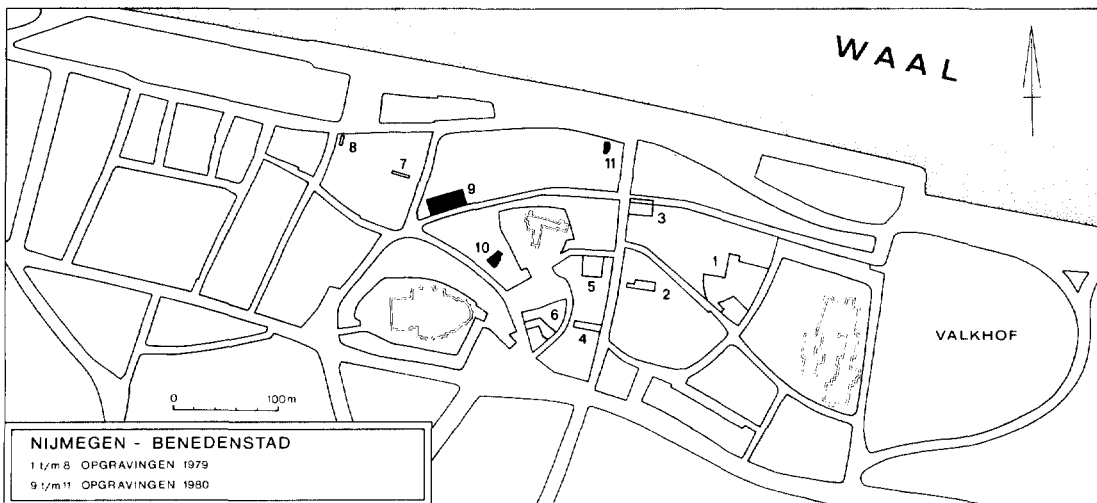 WAAL
8
7
11
9
3
10
1
5
2
6
4
VALKHOF
0 100m
NIJMEGEN - BENEDENSTAD
1 t/m 8 OPGRAVINGEN 1979
9 t/m 11 OPGRAVINGEN 1980